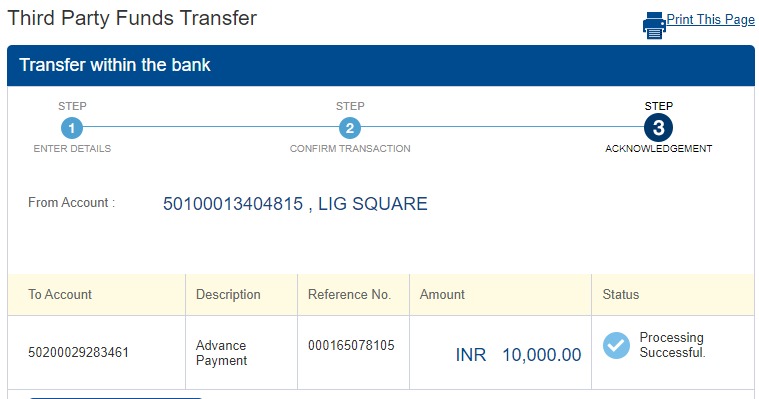 Third Party Funds Transfer
Print This Page
Transfer within the bank
STEP STEP STEP
1 2 3
ENTER DETAILS CONFIRM TRANSACTION ACKNOWLEDGEMENT
From Account : 50100013404815 , LIG SQUARE
To Account Description Reference No. Amount Status
50200029283461 Advance Payment 000165078105 INR 10,000.00 Processing Successful.